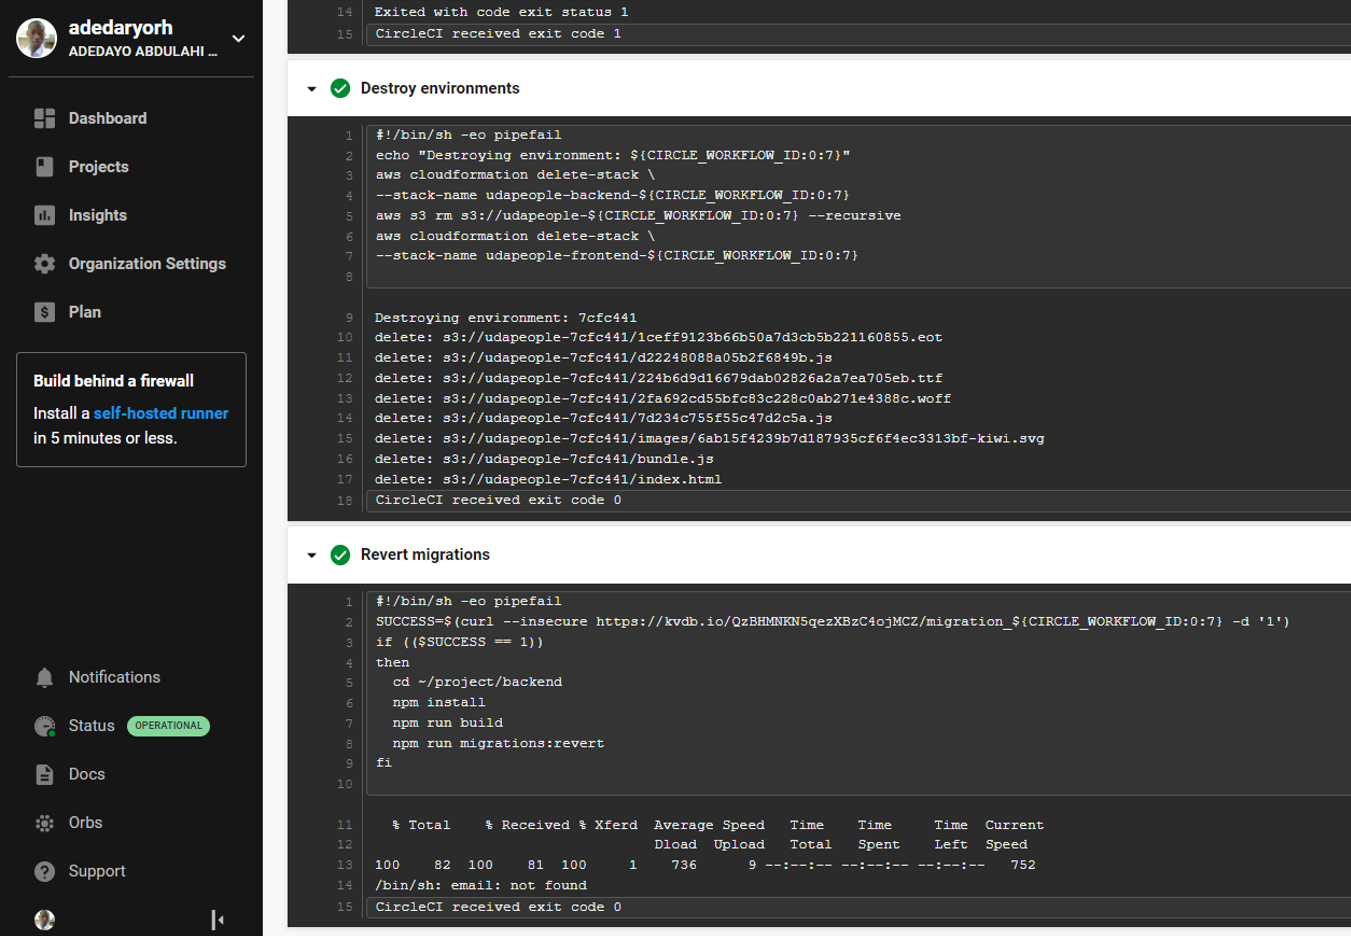 adedaryorh
ADEDAYO ABDULAHI ...
Dashboard
Projects
Insights
Organization Settings
Plan
Build behind a firewall
Install a self-hosted runner
in 5 minutes or less.
Notifications
Status OPERATIONAL
Docs
Orbs
Support
14 Exited with code exit status 1
15 CircleCI received exit code 1
Destroy environments
1 #!/bin/sh -eo pipefail
2 echo "Destroying environment: ${CIRCLE_WORKFLOW_ID:0:7}"
3 aws cloudformation delete-stack \
4 --stack-name udapeople-backend-${CIRCLE_WORKFLOW_ID:0:7}
5 aws s3 rm s3://udapeople-${CIRCLE_WORKFLOW_ID:0:7} --recursive
6 aws cloudformation delete-stack \
7 --stack-name udapeople-frontend-${CIRCLE_WORKFLOW_ID:0:7}
8
9 Destroying environment: 7cfc441
10 delete: s3://udapeople-7cfc441/1ceff9123b66b50a7d3cb5b221160855.eot
11 delete: s3://udapeople-7cfc441/d22248088a05b2f6849b.js
12 delete: s3://udapeople-7cfc441/224b6d9d16679dab02826a2a7ea705eb.ttf
13 delete: s3://udapeople-7cfc441/2fa692cd55bfc83c228c0ab271e4388c.woff
14 delete: s3://udapeople-7cfc441/7d234c755f55c47d2c5a.js
15 delete: s3://udapeople-7cfc441/images/6ab15f4239b7d187935cf6f4ec3313bf-kiwi.svg
16 delete: s3://udapeople-7cfc441/bundle.js
17 delete: s3://udapeople-7cfc441/index.html
18 CircleCI received exit code 0
Revert migrations
1 #!/bin/sh -eo pipefail
2 SUCCESS=$(curl --insecure https://kvdb.io/QzBHMNKN5qezXBzC4ojMCZ/migration_${CIRCLE_WORKFLOW_ID:0:7} -d '1')
3 if (($SUCCESS == 1))
4 then
5 cd ~/project/backend
6 npm install
7 npm run build
8 npm run migrations:revert
9 fi
10
11 % Total % Received % Xferd Average Speed Time Time Time Current
12 Dload Upload Total Spent Left Speed
13 100 82 100 81 100 1 736 9 --:--:-- --:--:-- --:--:-- 752
14 /bin/sh: email: not found
15 CircleCI received exit code 0